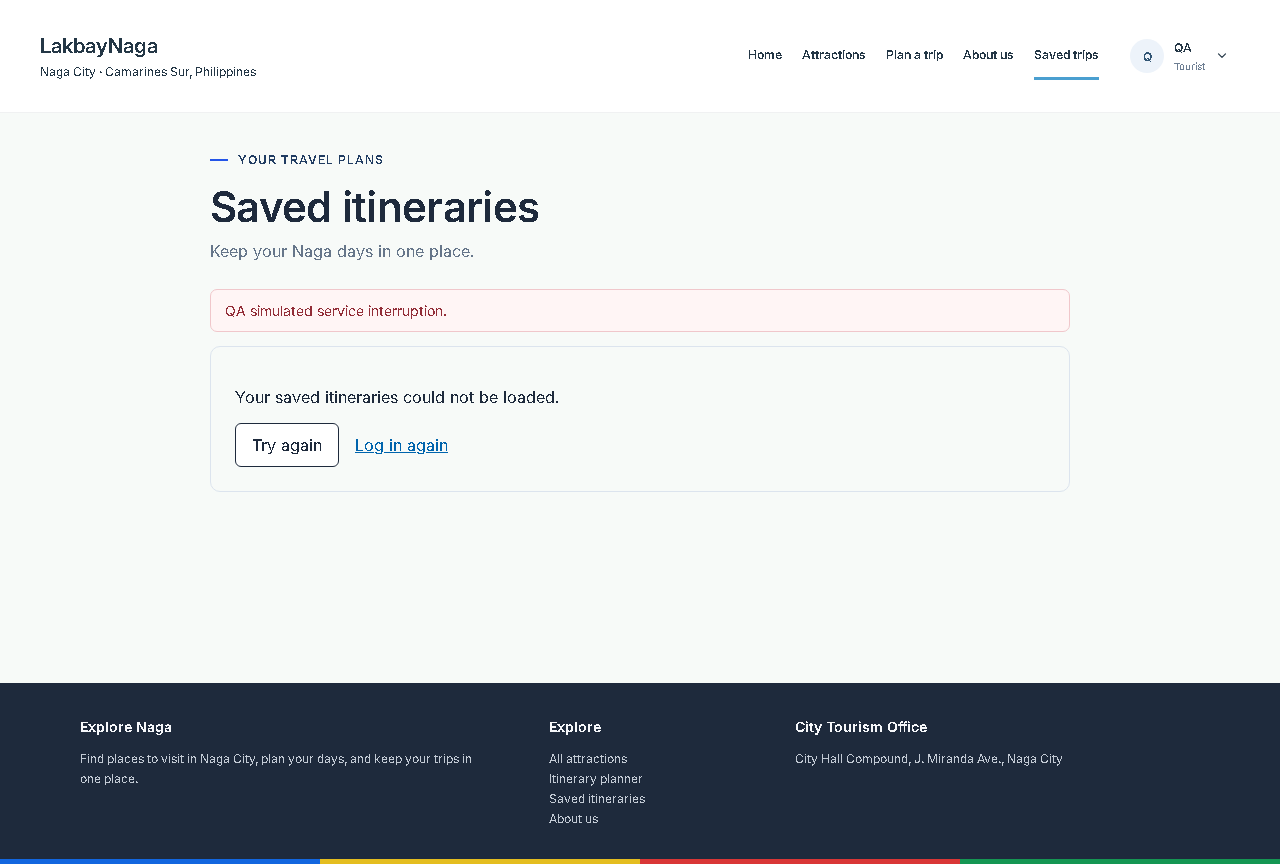 LakbayNaga
Naga City · Camarines Sur, Philippines
Home
Attractions
Plan a trip
About us
Saved trips
Q
QA
Tourist
YOUR TRAVEL PLANS
Saved itineraries
Keep your Naga days in one place.
QA simulated service interruption.
Your saved itineraries could not be loaded.
Try again
Log in again
Explore Naga
Find places to visit in Naga City, plan your days, and keep your trips in
one place.
Explore
All attractions
Itinerary planner
Saved itineraries
About us
City Tourism Office
City Hall Compound, J. Miranda Ave., Naga City